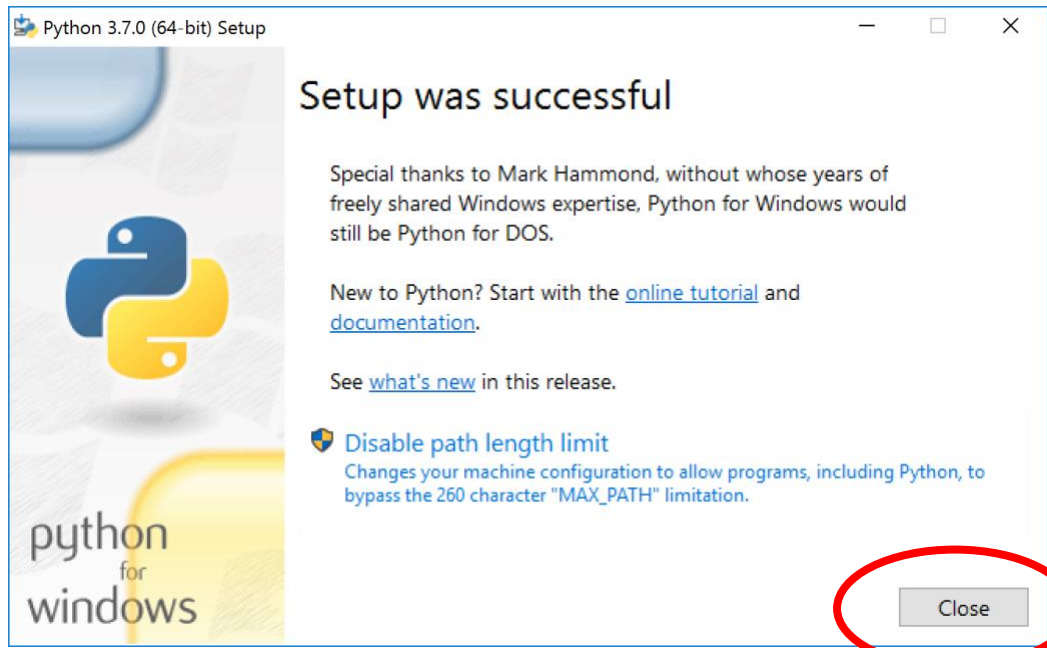 Python 3.7.0 (64-bit) Setup
Setup was successful
Special thanks to Mark Hammond, without whose years of
freely shared Windows expertise, Python for Windows would
still be Python for DOS.
New to Python? Start with the online tutorial and
documentation.
See what's new in this release.
Disable path length limit
Changes your machine configuration to allow programs, including Python, to
bypass the 260 character "MAX_PATH" limitation.
python
for
windows
Close